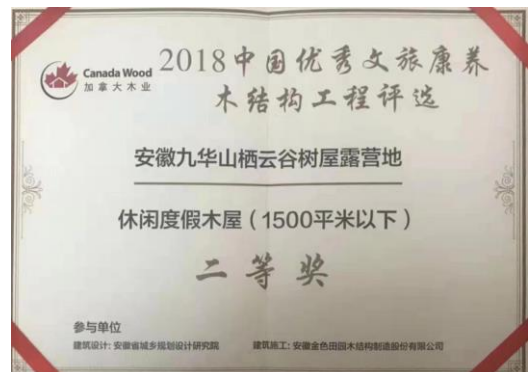 Canada Wood
加拿大木业
2018中国优秀文旅康养
木结构工程评选
安徽九华山栖云谷树屋露营地
休闲度假木屋（1500平米以下）
二等奖
参与单位
建筑设计: 安徽省城乡规划设计研究院 建筑施工: 安徽金色田园木结构制造股份有限公司